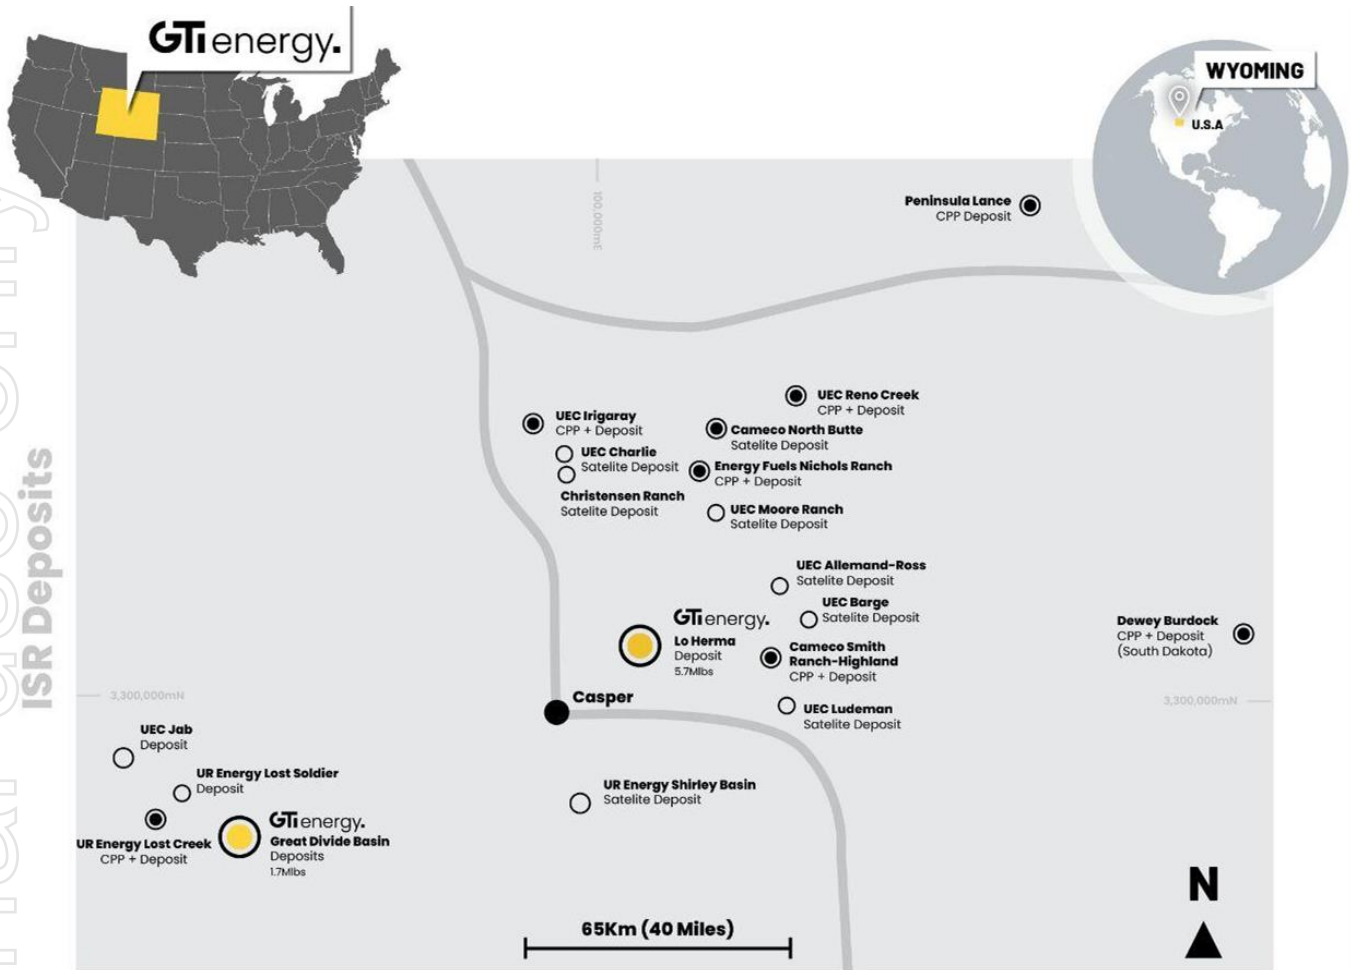 GTi energy.
WYOMING
U.S.A
100,000mE
Peninsula Lance
CPP Deposit
UEC Reno Creek
CPP + Deposit
UEC Irigaray
CPP + Deposit
Cameco North Butte
Satelite Deposit
UEC Charlie
Satelite Deposit
Energy Fuels Nichols Ranch
CPP + Deposit
Christensen Ranch
Satelite Deposit
UEC Moore Ranch
Satelite Deposit
ISR Deposits
UEC Allemand-Ross
Satelite Deposit
UEC Barge
Satelite Deposit
GTi energy.
Lo Herma
Deposit
5.7Mlbs
Dewey Burdock
CPP + Deposit
(South Dakota)
Cameco Smith
Ranch-Highland
CPP + Deposit
3,300,000mN
3,300,000mN
Casper
UEC Ludeman
Satelite Deposit
UEC Jab
Deposit
UR Energy Lost Soldier
Deposit
UR Energy Shirley Basin
Satelite Deposit
UR Energy Lost Creek
CPP + Deposit
GTi energy.
Great Divide Basin
Deposits
1.7Mlbs
N
65Km (40 Miles)